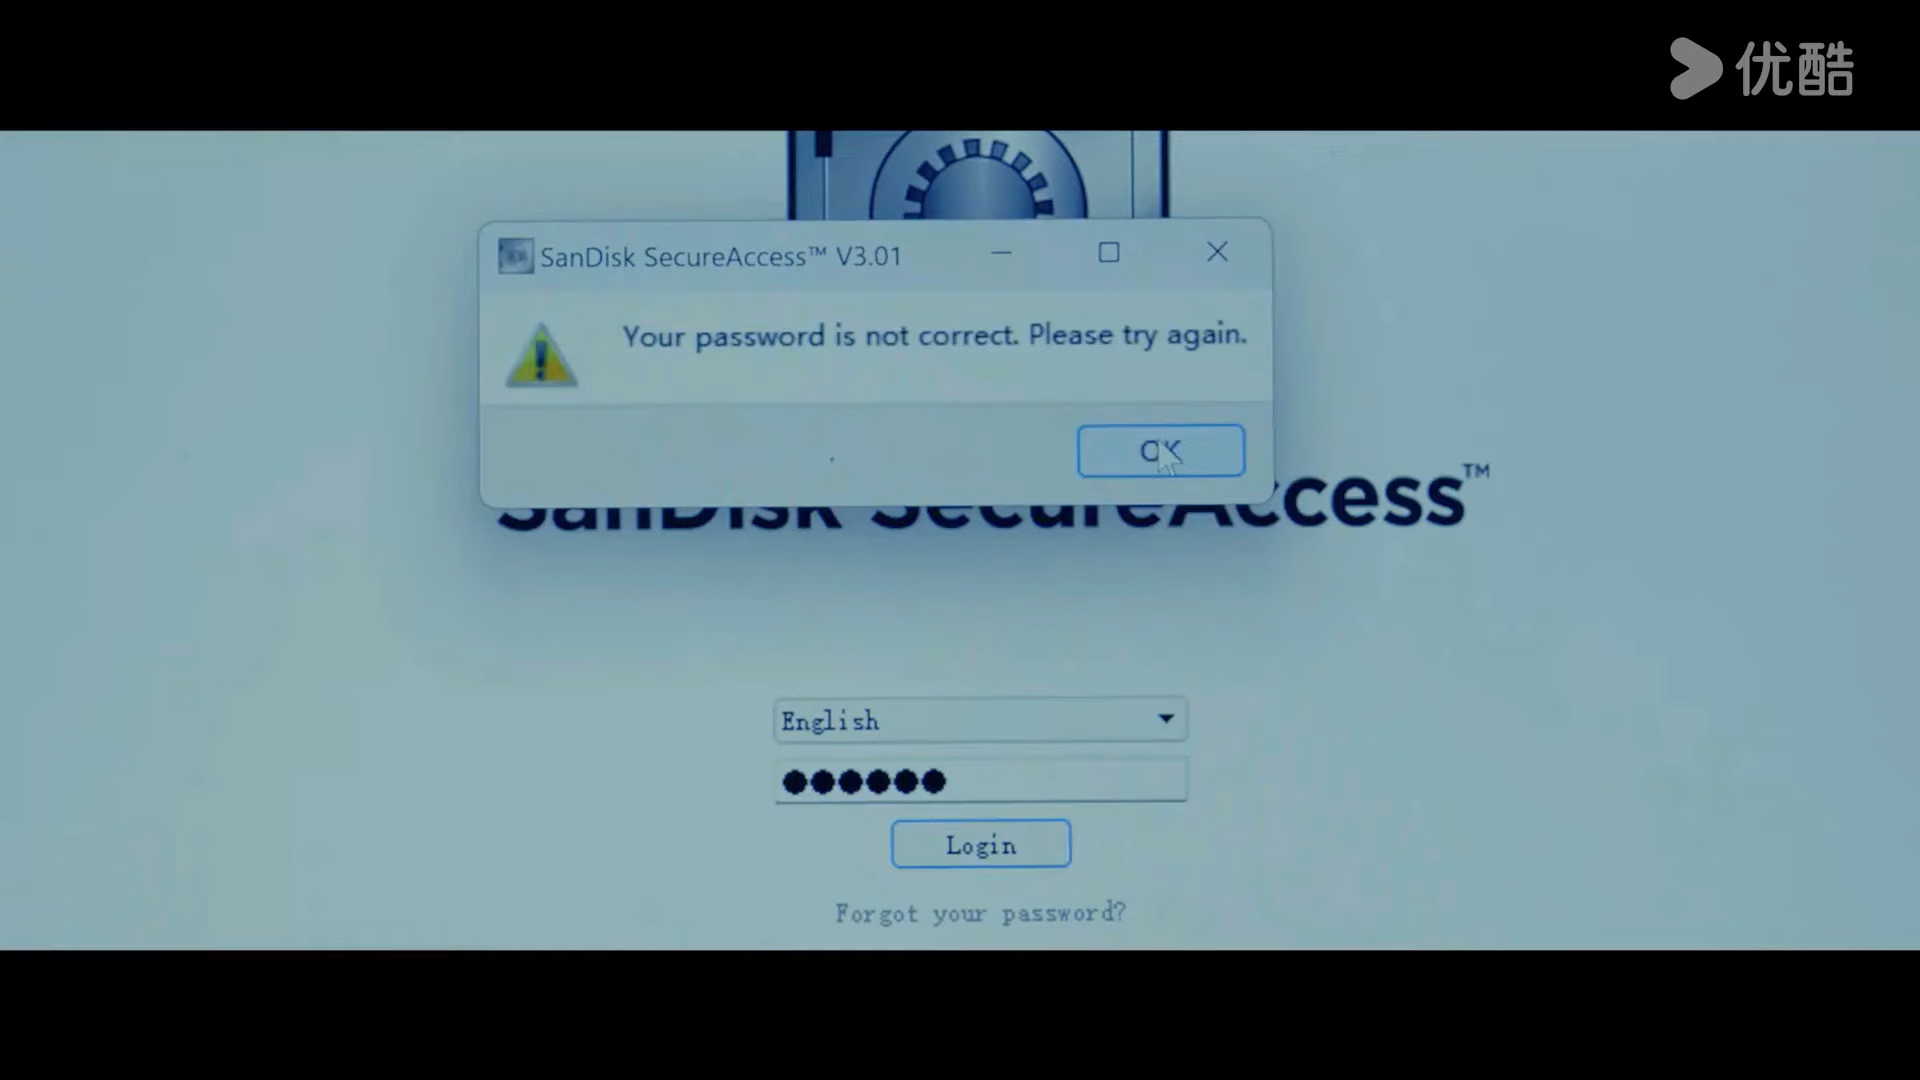 优酷
SanDisk SecureAccess™ V3.01
Your password is not correct. Please try again.
OK
SanDisk SecureAccess™
English
Login
Forgot your password?